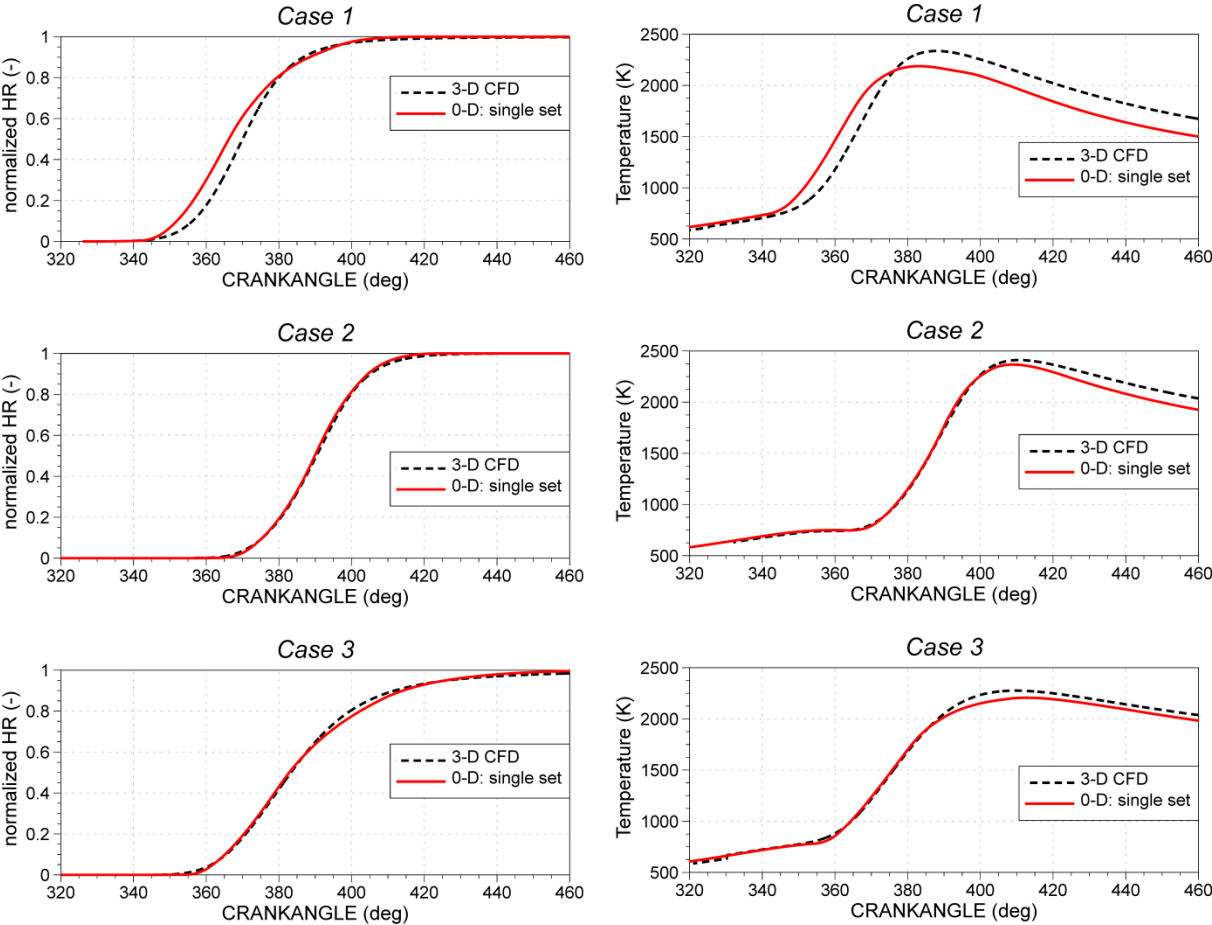 Case 1
normalized HR (-)
1
0.8
0.6
0.4
0.2
0
3-D CFD
0-D: single set
320 340 360 380 400 420 440 460
CRANKANGLE (deg)
Case 1
Temperature (K)
2500
2000
1500
1000
500
3-D CFD
0-D: single set
320 340 360 380 400 420 440 460
CRANKANGLE (deg)
Case 2
normalized HR (-)
1
0.8
0.6
0.4
0.2
0
3-D CFD
0-D: single set
320 340 360 380 400 420 440 460
CRANKANGLE (deg)
Case 2
Temperature (K)
2500
2000
1500
1000
500
3-D CFD
0-D: single set
320 340 360 380 400 420 440 460
CRANKANGLE (deg)
Case 3
normalized HR (-)
1
0.8
0.6
0.4
0.2
0
3-D CFD
0-D: single set
320 340 360 380 400 420 440 460
CRANKANGLE (deg)
Case 3
Temperature (K)
2500
2000
1500
1000
500
3-D CFD
0-D: single set
320 340 360 380 400 420 440 460
CRANKANGLE (deg)